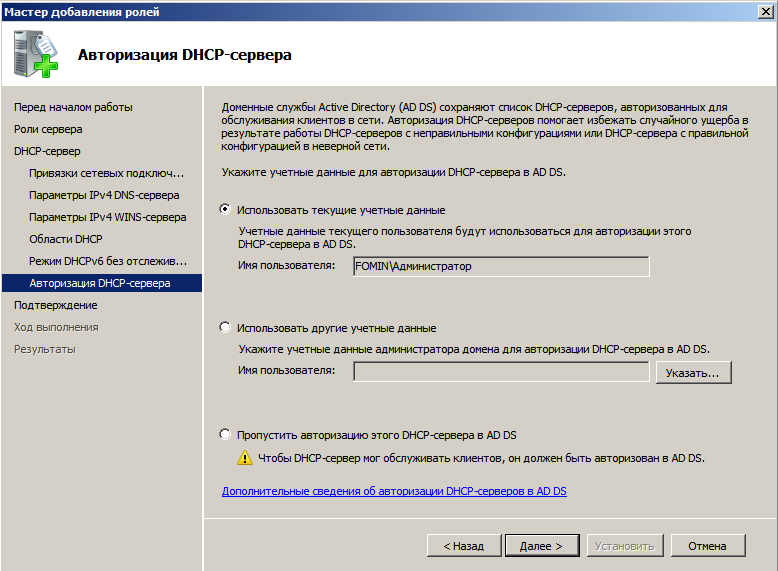 Мастер добавления ролей
Авторизация DHCP-сервера
Перед началом работы
Роли сервера
DHCP-сервер
Привязки сетевых подключ...
Параметры IPv4 DNS-сервера
Параметры IPv4 WINS-сервера
Области DHCP
Режим DHCPv6 без отслежив...
Авторизация DHCP-сервера
Подтверждение
Ход выполнения
Результаты
Доменные службы Active Directory (AD DS) сохраняют список DHCP-серверов, авторизованных для
обслуживания клиентов в сети. Авторизация DHCP-серверов помогает избежать случайного ущерба в
результате работы DHCP-серверов с неправильными конфигурациями или DHCP-сервера с правильной
конфигурацией в неверной сети.
Укажите учетные данные для авторизации DHCP-сервера в AD DS.
Использовать текущие учетные данные
Учетные данные текущего пользователя будут использоваться для авторизации этого
DHCP-сервера в AD DS.
Имя пользователя: FOMIN\Администратор
Использовать другие учетные данные
Укажите учетные данные администратора домена для авторизации DHCP-сервера в AD DS.
Имя пользователя: Указать...
Пропустить авторизацию этого DHCP-сервера в AD DS
Чтобы DHCP-сервер мог обслуживать клиентов, он должен быть авторизован в AD DS.
Дополнительные сведения об авторизации DHCP-серверов в AD DS
< Назад Далее > Установить Отмена